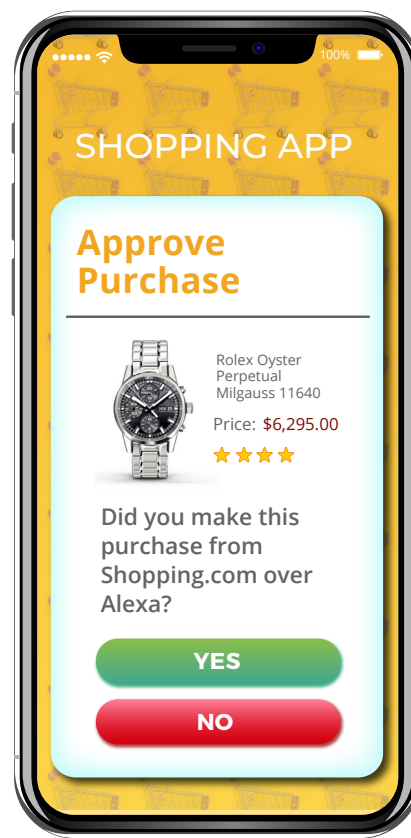 100%
SHOPPING APP
Approve
Purchase
Rolex Oyster
Perpetual
Milgauss 11640
Price: $6,295.00
Did you make this
purchase from
Shopping.com over
Alexa?
YES
NO